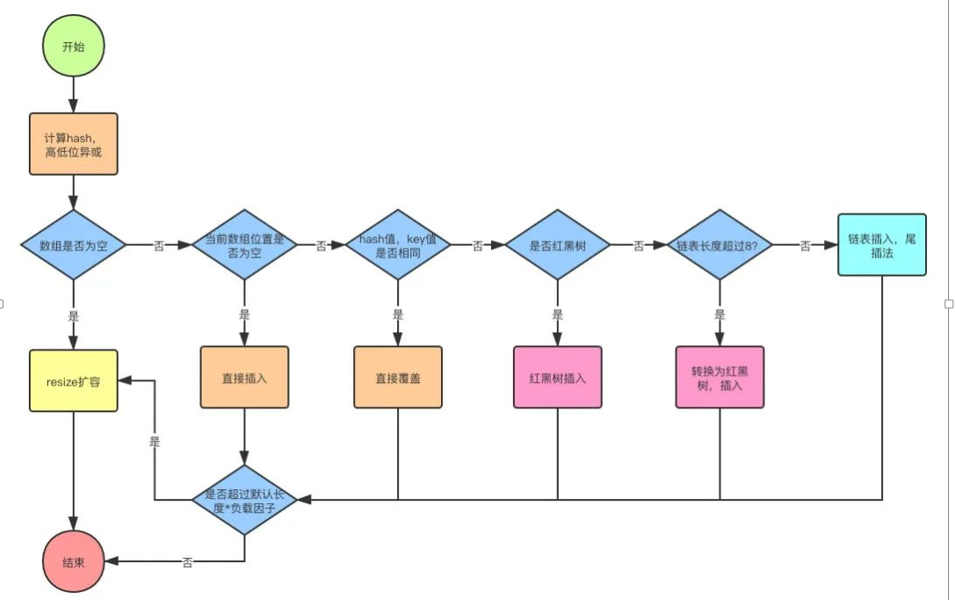 开始
计算hash,
高低位异或
数组是否为空
否
当前数组位置是
否为空
否
hash值，key值
是否相同
否
是否红黑树
否
链表长度超过8?
否
链表插入，尾
插法
是
是
是
是
是
resize扩容
直接插入
直接覆盖
红黑树插入
转换为红黑
树，插入
是
是否超过默认长
度*负载因子
否
结束